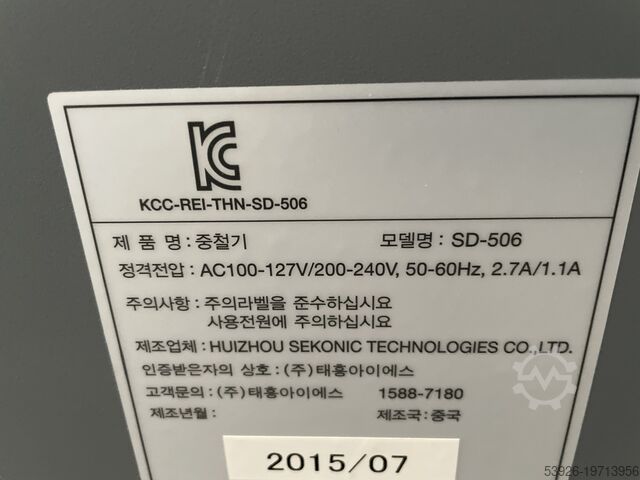 KC
KCC-REI-THN-SD-506
제 품 명 : 중철기 모델명 : SD-506
정격전압 : AC100-127V/200-240V, 50-60Hz, 2.7A/1.1A
주의사항 : 주의라벨을 준수하십시요
사용전원에 주의하십시요
제조업체 : HUIZHOU SEKONIC TECHNOLOGIES CO.,LTD.
인증받은자의 상호 : (주)태흥아이에스
고객문의 : (주)태흥아이에스 1588-7180
제조년월 : 제조국:중국
2015/07
53926-19713956